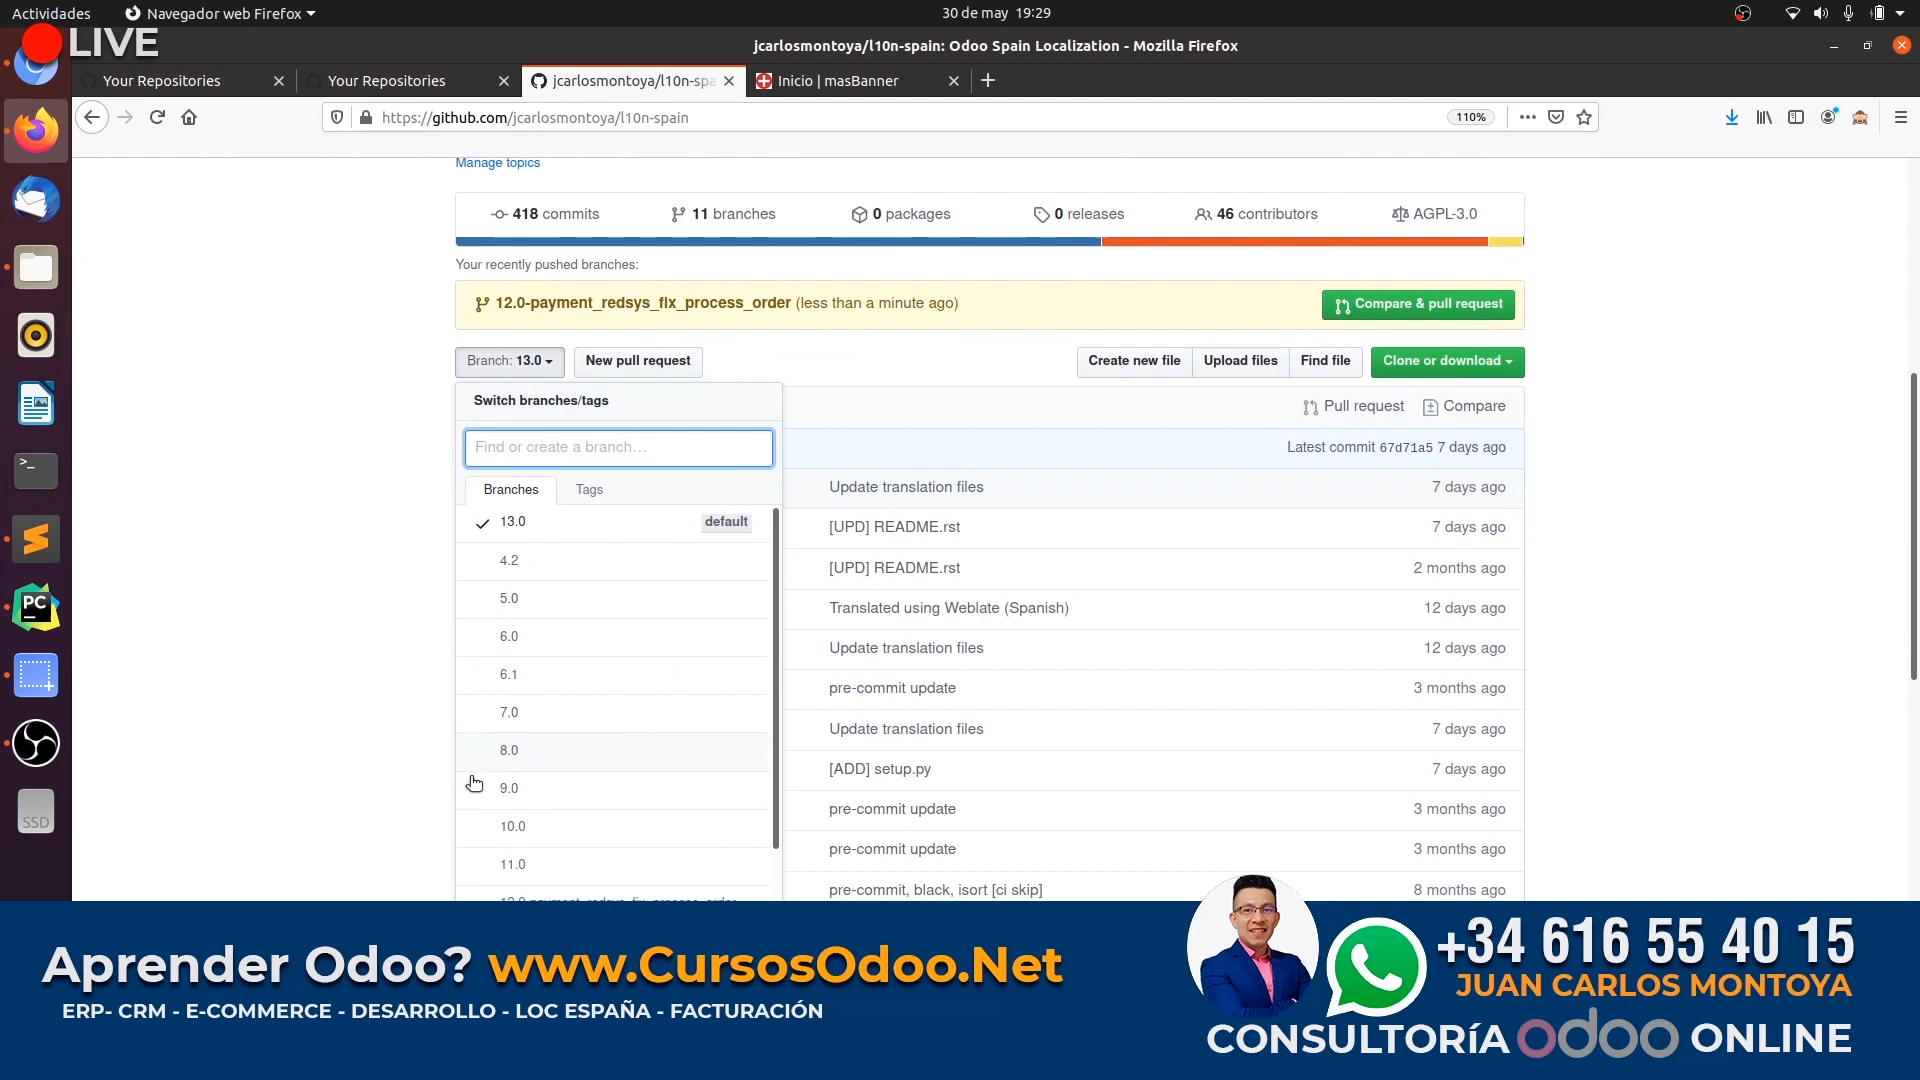 Actividades
Navegador web Firefox
30 de may 19:29
LIVE
jcarlosmontoya/l10n-spain: Odoo Spain Localization - Mozilla Firefox
Your Repositories
Your Repositories
jcarlosmontoya/l10n-spa
Inicio | masBanner
https://github.com/jcarlosmontoya/l10n-spain
110%
Manage topics
418 commits
11 branches
0 packages
0 releases
46 contributors
AGPL-3.0
Your recently pushed branches:
12.0-payment_redsys_fix_process_order (less than a minute ago)
Compare & pull request
Branch: 13.0
New pull request
Create new file
Upload files
Find file
Clone or download
Switch branches/tags
Pull request
Compare
Find or create a branch…
Latest commit 67d71a5 7 days ago
Branches
Tags
Update translation files
7 days ago
13.0
default
[UPD] README.rst
7 days ago
4.2
[UPD] README.rst
2 months ago
5.0
Translated using Weblate (Spanish)
12 days ago
6.0
Update translation files
12 days ago
6.1
pre-commit update
3 months ago
7.0
Update translation files
7 days ago
8.0
[ADD] setup.py
7 days ago
9.0
pre-commit update
3 months ago
10.0
pre-commit update
3 months ago
11.0
pre-commit, black, isort [ci skip]
8 months ago
12.0-payment_redsys_fix_process_order
PC
>_
SSD
Aprender Odoo? www.CursosOdoo.Net
ERP- CRM - E-COMMERCE - DESARROLLO - LOC ESPAÑA - FACTURACIÓN
+34 616 55 40 15
JUAN CARLOS MONTOYA
CONSULTORíA odoo ONLINE